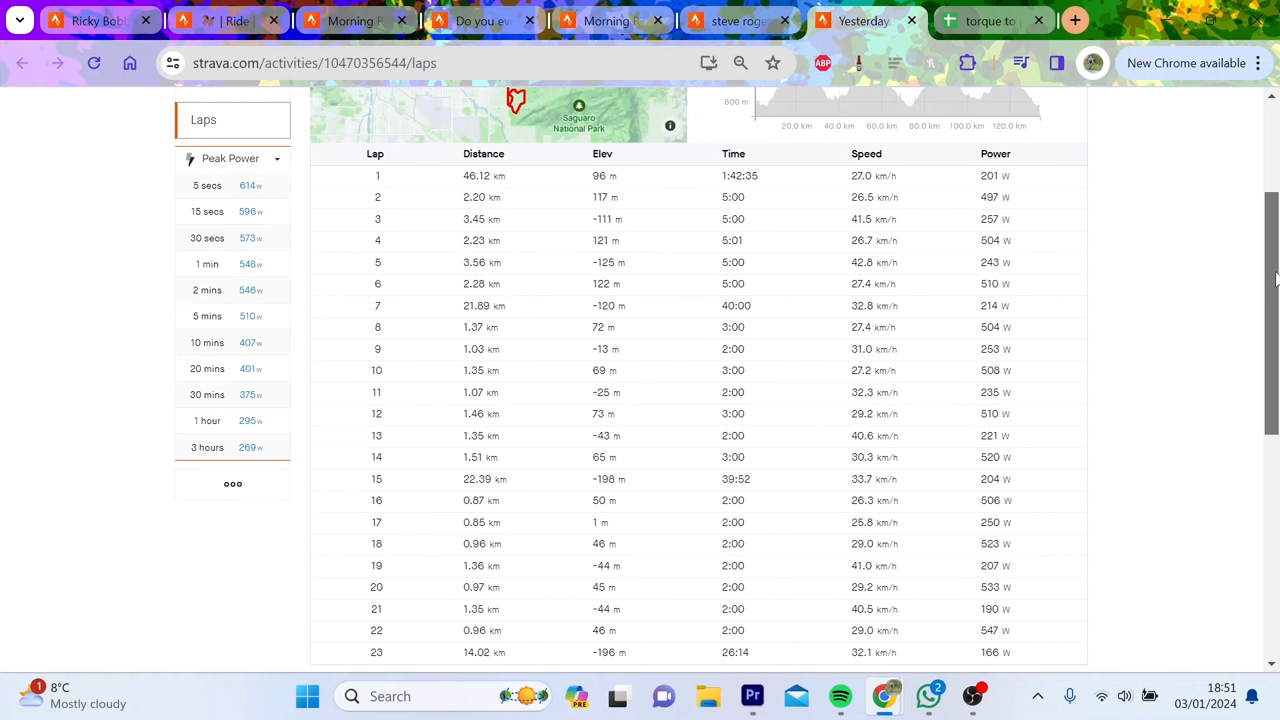 Ricky Bobb
| Ride |
Morning P
Do you eve
Morning F
steve roge
Yesterday
torque to
strava.com/activities/10470356544/laps
ABP
New Chrome available
Laps
Saguaro
National Park
800 m
20.0 km 40.0 km 60.0 km 80.0 km 100.0 km 120.0 km
Peak Power
5 secs 614w
15 secs 596w
30 secs 573w
1 min 548w
2 mins 546w
5 mins 510w
10 mins 407w
20 mins 401w
30 mins 375w
1 hour 295w
3 hours 269w
Lap Distance Elev Time Speed Power
1 46.12 km 96 m 1:42:35 27.0 km/h 201 W
2 2.20 km 117 m 5:00 26.5 km/h 497 W
3 3.45 km -111 m 5:00 41.5 km/h 257 W
4 2.23 km 121 m 5:01 26.7 km/h 504 W
5 3.56 km -125 m 5:00 42.8 km/h 243 W
6 2.28 km 122 m 5:00 27.4 km/h 510 W
7 21.89 km -120 m 40:00 32.8 km/h 214 W
8 1.37 km 72 m 3:00 27.4 km/h 504 W
9 1.03 km -13 m 2:00 31.0 km/h 253 W
10 1.35 km 69 m 3:00 27.2 km/h 508 W
11 1.07 km -25 m 2:00 32.3 km/h 235 W
12 1.46 km 73 m 3:00 29.2 km/h 510 W
13 1.35 km -43 m 2:00 40.6 km/h 221 W
14 1.51 km 65 m 3:00 30.3 km/h 520 W
15 22.39 km -198 m 39:52 33.7 km/h 204 W
16 0.87 km 50 m 2:00 26.3 km/h 506 W
17 0.85 km 1 m 2:00 25.8 km/h 250 W
18 0.96 km 46 m 2:00 29.0 km/h 523 W
19 1.36 km -44 m 2:00 41.0 km/h 207 W
20 0.97 km 45 m 2:00 29.2 km/h 533 W
21 1.35 km -44 m 2:00 40.5 km/h 190 W
22 0.96 km 46 m 2:00 29.0 km/h 547 W
23 14.02 km -196 m 26:14 32.1 km/h 166 W
1
8°C
Mostly cloudy
Search
PRE
Pr
2
18:51
03/01/2024